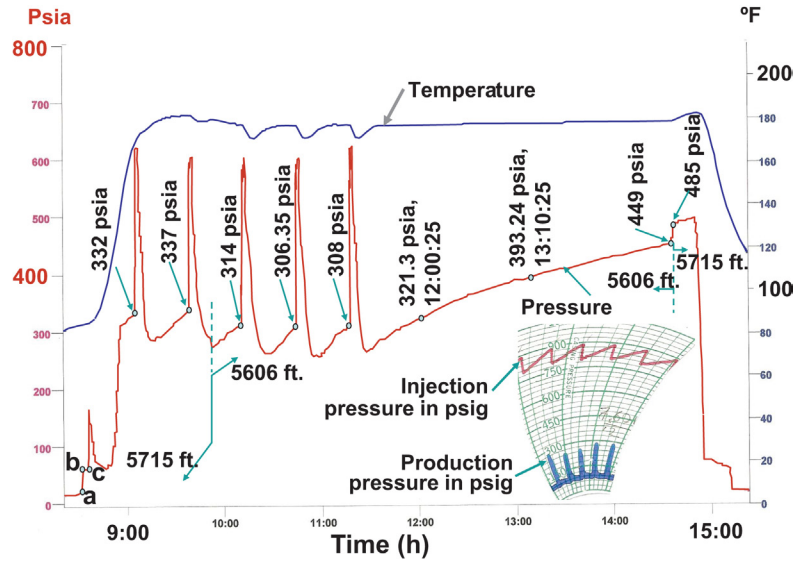 Psia
ºF
800
700
600
500
400
300
200
100
0
200
180
160
140
120
100
80
60
40
20
0
Temperature
332 psia
337 psia
314 psia
306.35 psia
308 psia
321.3 psia,
12:00:25
393.24 psia,
13:10:25
449 psia
485 psia
5715 ft.
5606 ft.
Pressure
5606 ft.
5715 ft.
Injection
pressure in psig
Production
pressure in psig
b
c
a
9:00
10:00
11:00
12:00
13:00
14:00
15:00
Time (h)